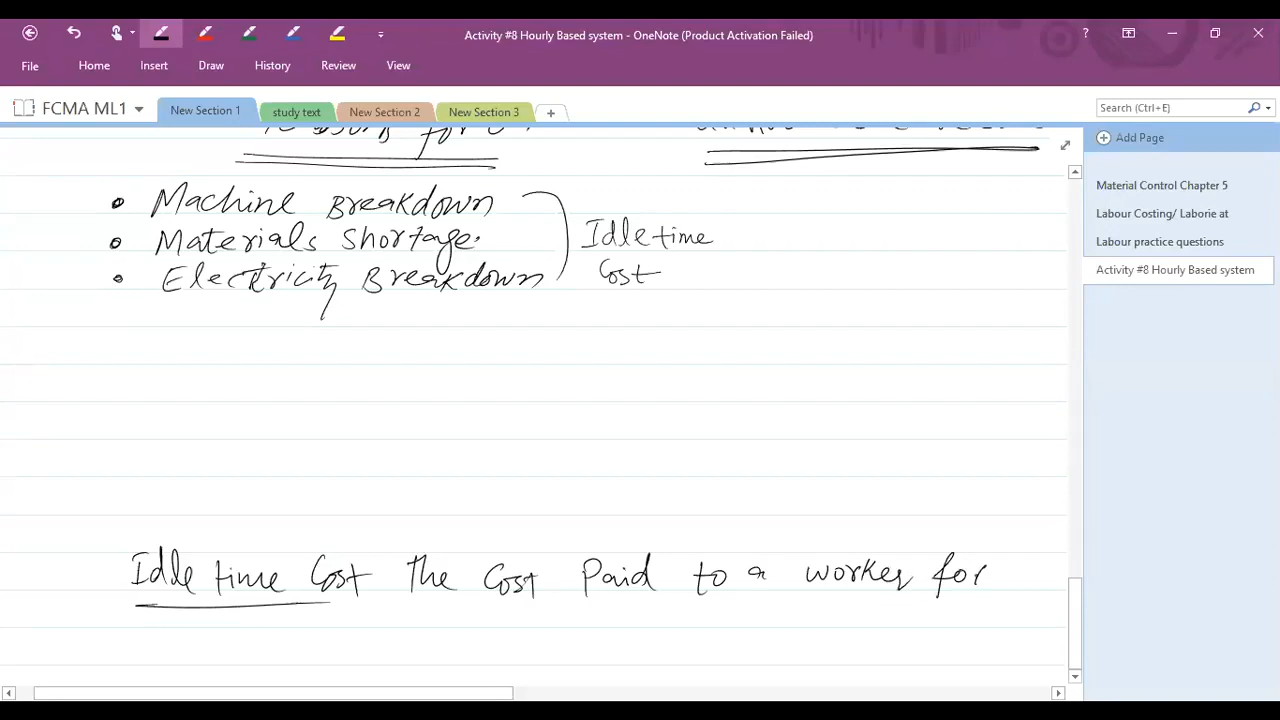 Activity #8 Hourly Based system - OneNote (Product Activation Failed)
?
File Home Insert Draw History Review View
FCMA ML1 New Section 1 study text New Section 2 New Section 3
Search (Ctrl+E)
Add Page
Material Control Chapter 5
Labour Costing/ Laborie at
Labour practice questions
Activity #8 Hourly Based system
Machine Breakdown
Materials Shortage
Electricity Breakdown
Idle time
Cost
Idle time Cost the Cost Paid to a worker for